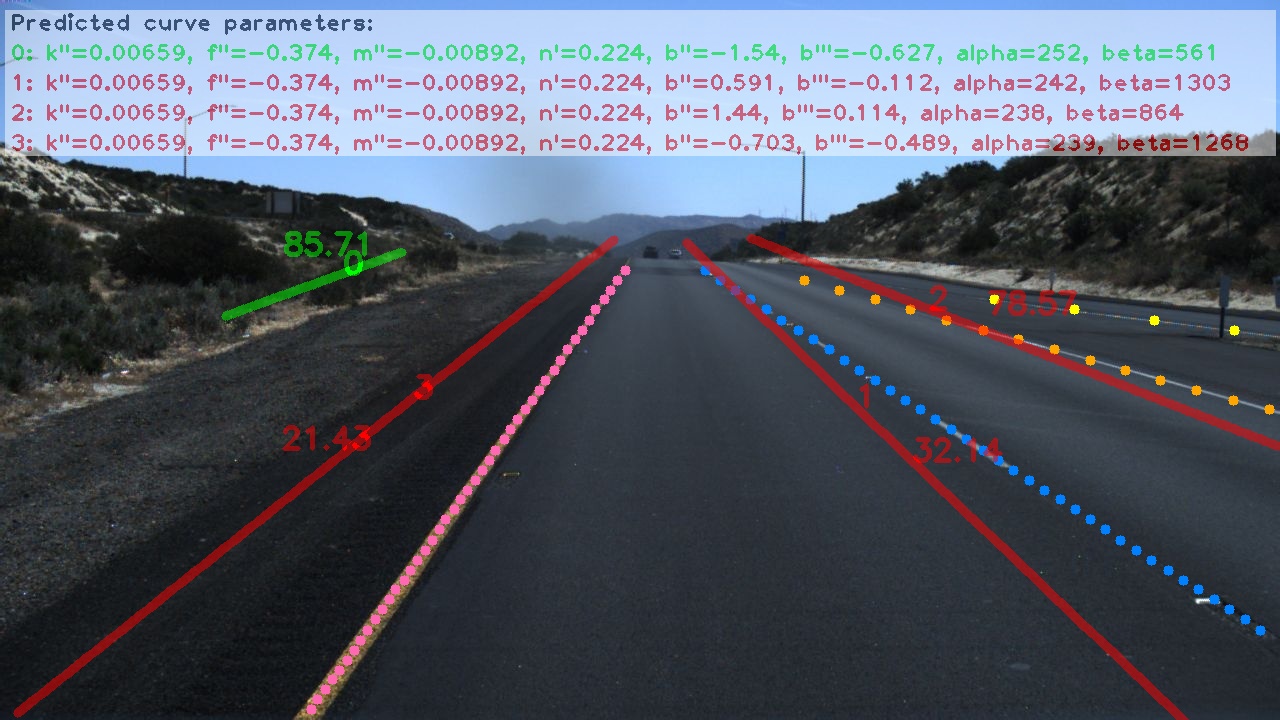 Predicted curve parameters:
0: k''=0.00659, f''=−0.374, m''=−0.00892, n'=0.224, b''=−1.54, b'''=−0.627, alpha=252, beta=561
1: k''=0.00659, f''=−0.374, m''=−0.00892, n'=0.224, b''=0.591, b'''=−0.112, alpha=242, beta=1303
2: k''=0.00659, f''=−0.374, m''=−0.00892, n'=0.224, b''=1.44, b'''=0.114, alpha=238, beta=864
3: k''=0.00659, f''=−0.374, m''=−0.00892, n'=0.224, b''=−0.703, b'''=−0.489, alpha=239, beta=1268
85.71
0
2 78.57
3
1
21.43
32.14